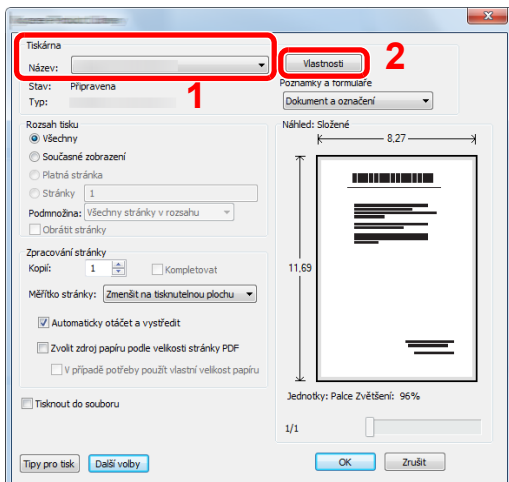 X
Tiskárna
Název:
1
Vlastnosti
2
Stav: Připravena
Poznámky a formuláře
Typ:
Dokument a označení
Rozsah tisku
Všechny
Současné zobrazení
Platná stránka
Stránky 1
Podmnožina: Všechny stránky v rozsahu
Obrátit stránky
Zpracování stránky
Kopií: 1
Kompletovat
Měřítko stránky: Zmenšit na tisknutelnou plochu
Automaticky otáčet a vystředit
Zvolit zdroj papíru podle velikosti stránky PDF
V případě potřeby použít vlastní velikost papíru
Tisknout do souboru
Náhled: Složené
8,27
11,69
Jednotky: Palce Zvětšení: 96%
1/1
Tipy pro tisk
Další volby
OK
Zrušit